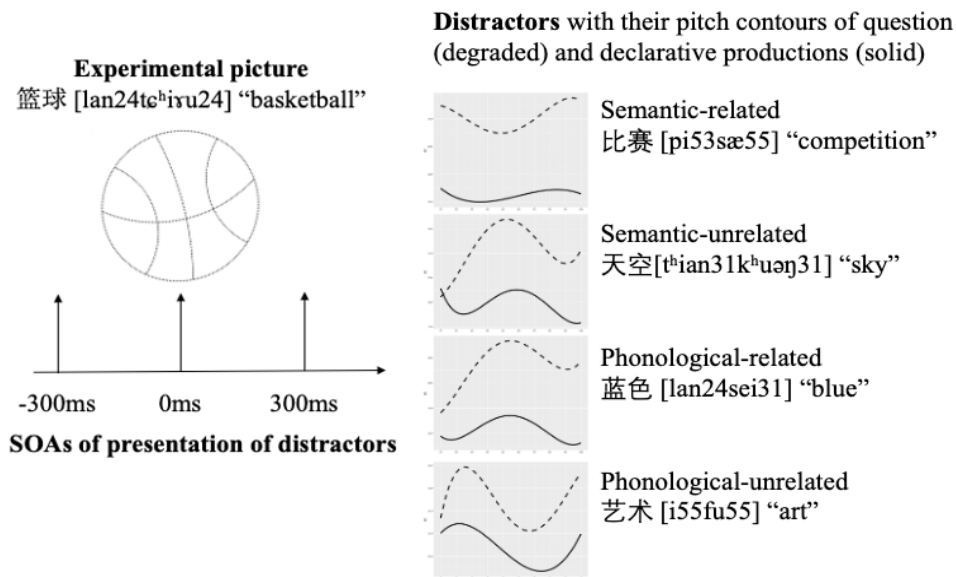 Experimental picture
篮球 [lan24tɕʰiɤu24] “basketball”
-300ms
0ms
300ms
SOAs of presentation of distractors
Distractors with their pitch contours of question
(degraded) and declarative productions (solid)
Semantic-related
比赛 [pi53sæ55] “competition”
Semantic-unrelated
天空[tʰian31kʰuəŋ31] “sky”
Phonological-related
蓝色 [lan24sei31] “blue”
Phonological-unrelated
艺术 [i55fu55] “art”